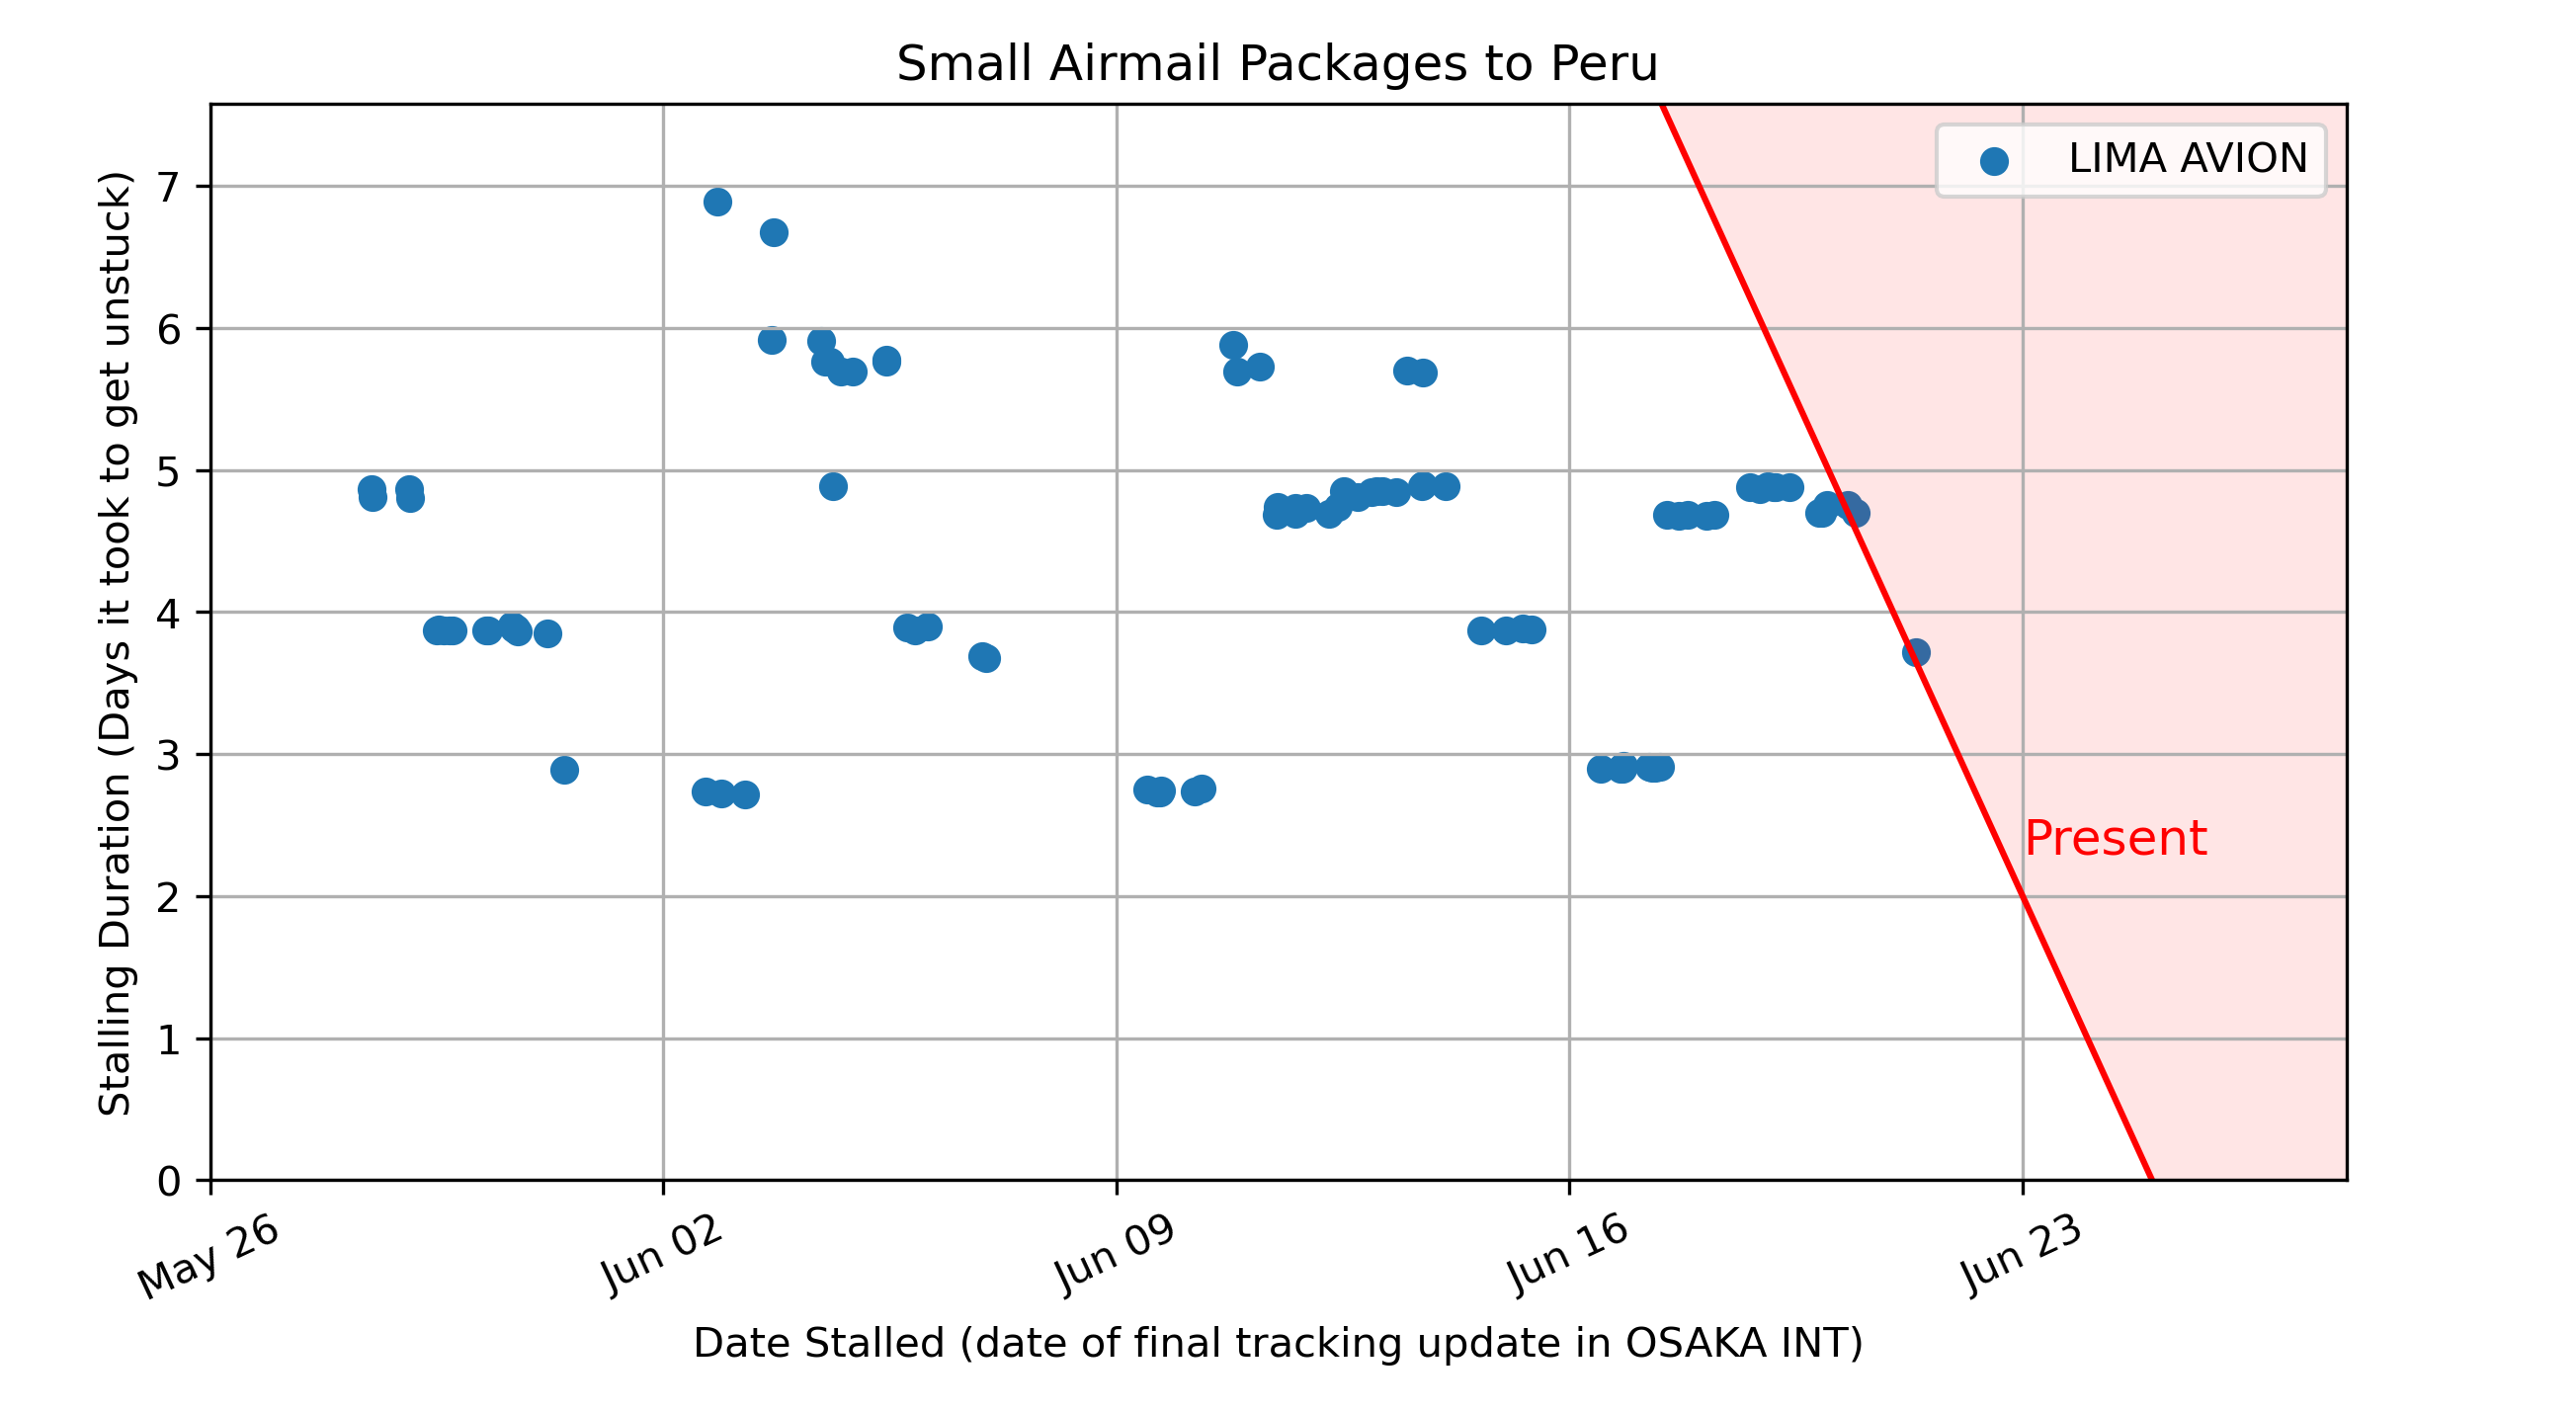 Small Airmail Packages to Peru
LIMA AVION
Stalling Duration (Days it took to get unstuck)
7
6
5
4
3
2
1
0
Present
May 26
Jun 02
Jun 09
Jun 16
Jun 23
Date Stalled (date of final tracking update in OSAKA INT)